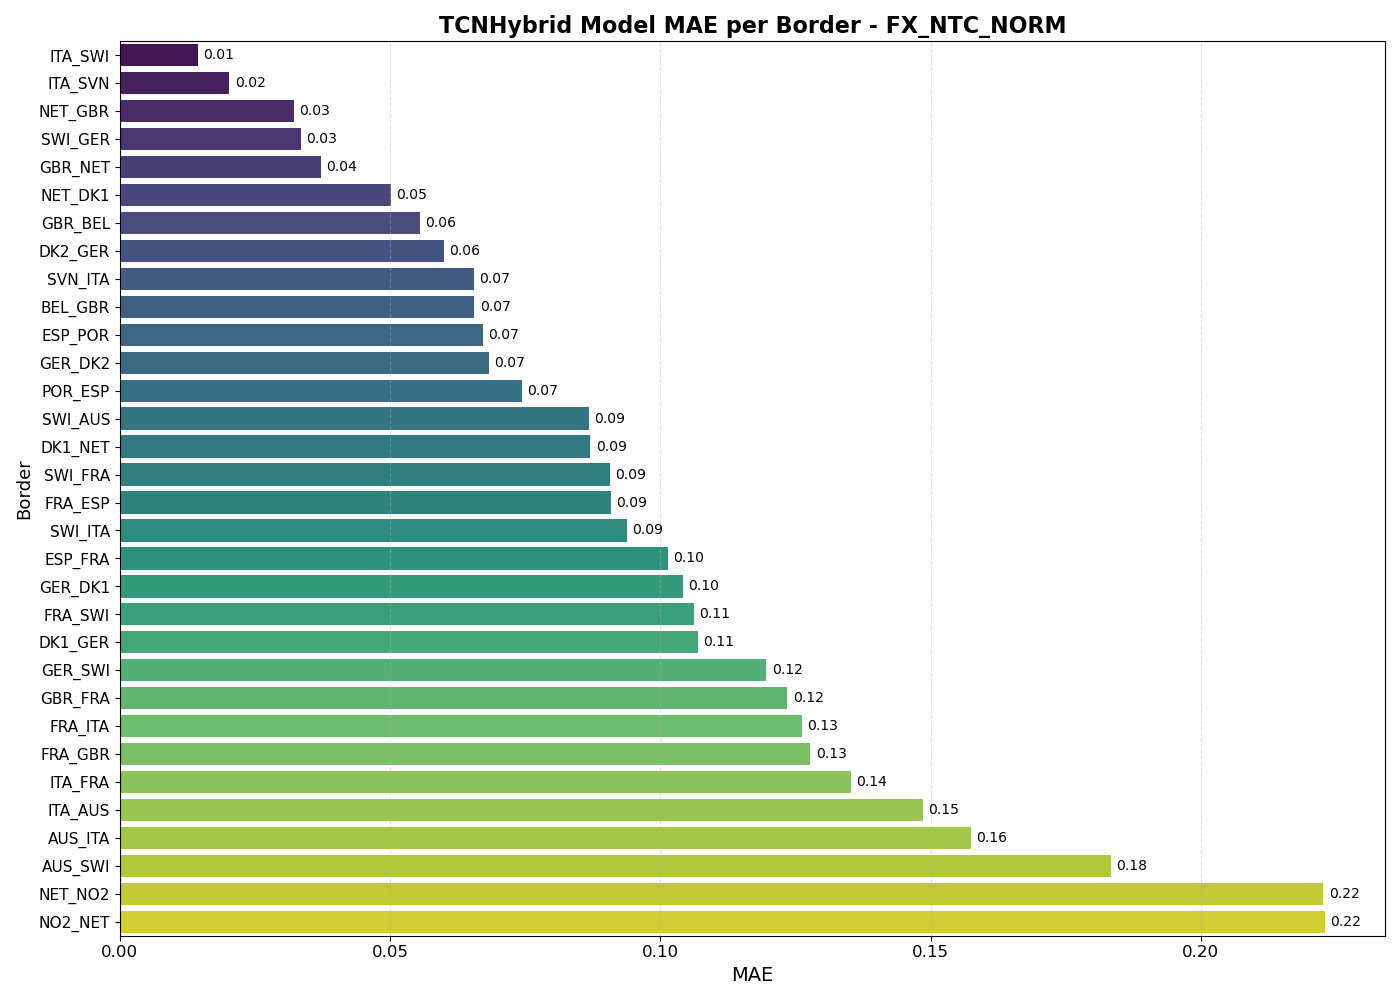 TCNHybrid Model MAE per Border - FX_NTC_NORM
Border
ITA_SWI 0.01
ITA_SVN 0.02
NET_GBR 0.03
SWI_GER 0.03
GBR_NET 0.04
NET_DK1 0.05
GBR_BEL 0.06
DK2_GER 0.06
SVN_ITA 0.07
BEL_GBR 0.07
ESP_POR 0.07
GER_DK2 0.07
POR_ESP 0.07
SWI_AUS 0.09
DK1_NET 0.09
SWI_FRA 0.09
FRA_ESP 0.09
SWI_ITA 0.09
ESP_FRA 0.10
GER_DK1 0.10
FRA_SWI 0.11
DK1_GER 0.11
GER_SWI 0.12
GBR_FRA 0.12
FRA_ITA 0.13
FRA_GBR 0.13
ITA_FRA 0.14
ITA_AUS 0.15
AUS_ITA 0.16
AUS_SWI 0.18
NET_NO2 0.22
NO2_NET 0.22
0.00 0.05 0.10 0.15 0.20
MAE